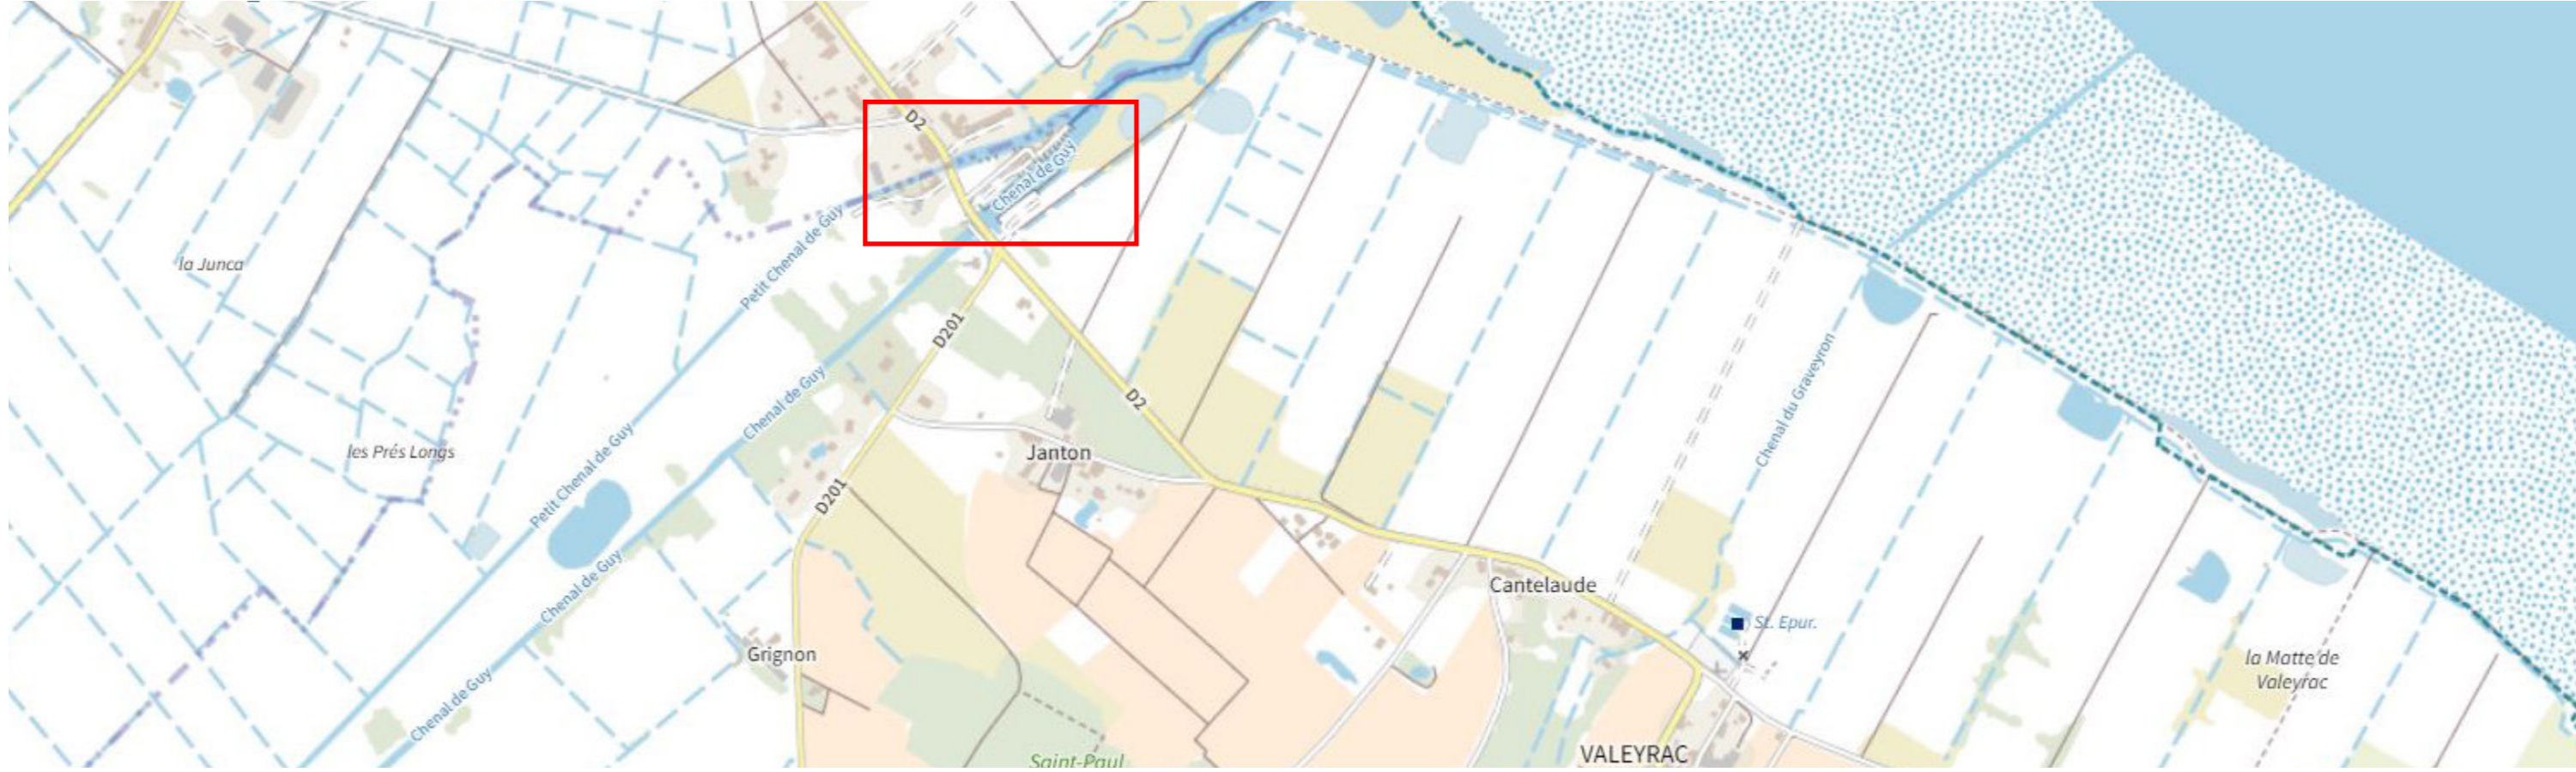 D2
Chenal de Guy
Petit Chenal de Guy
la Junca
D201
Chenal de Guy
D2
Chenal du Graveyron
les Prés Longs
Janton
Petit Chenal de Guy
D201
Chenal de Guy
Cantelaude
St. Epur.
Grignon
la Matte de
Valeyrac
Chenal de Guy
VALEYRAC
Saint-Paul